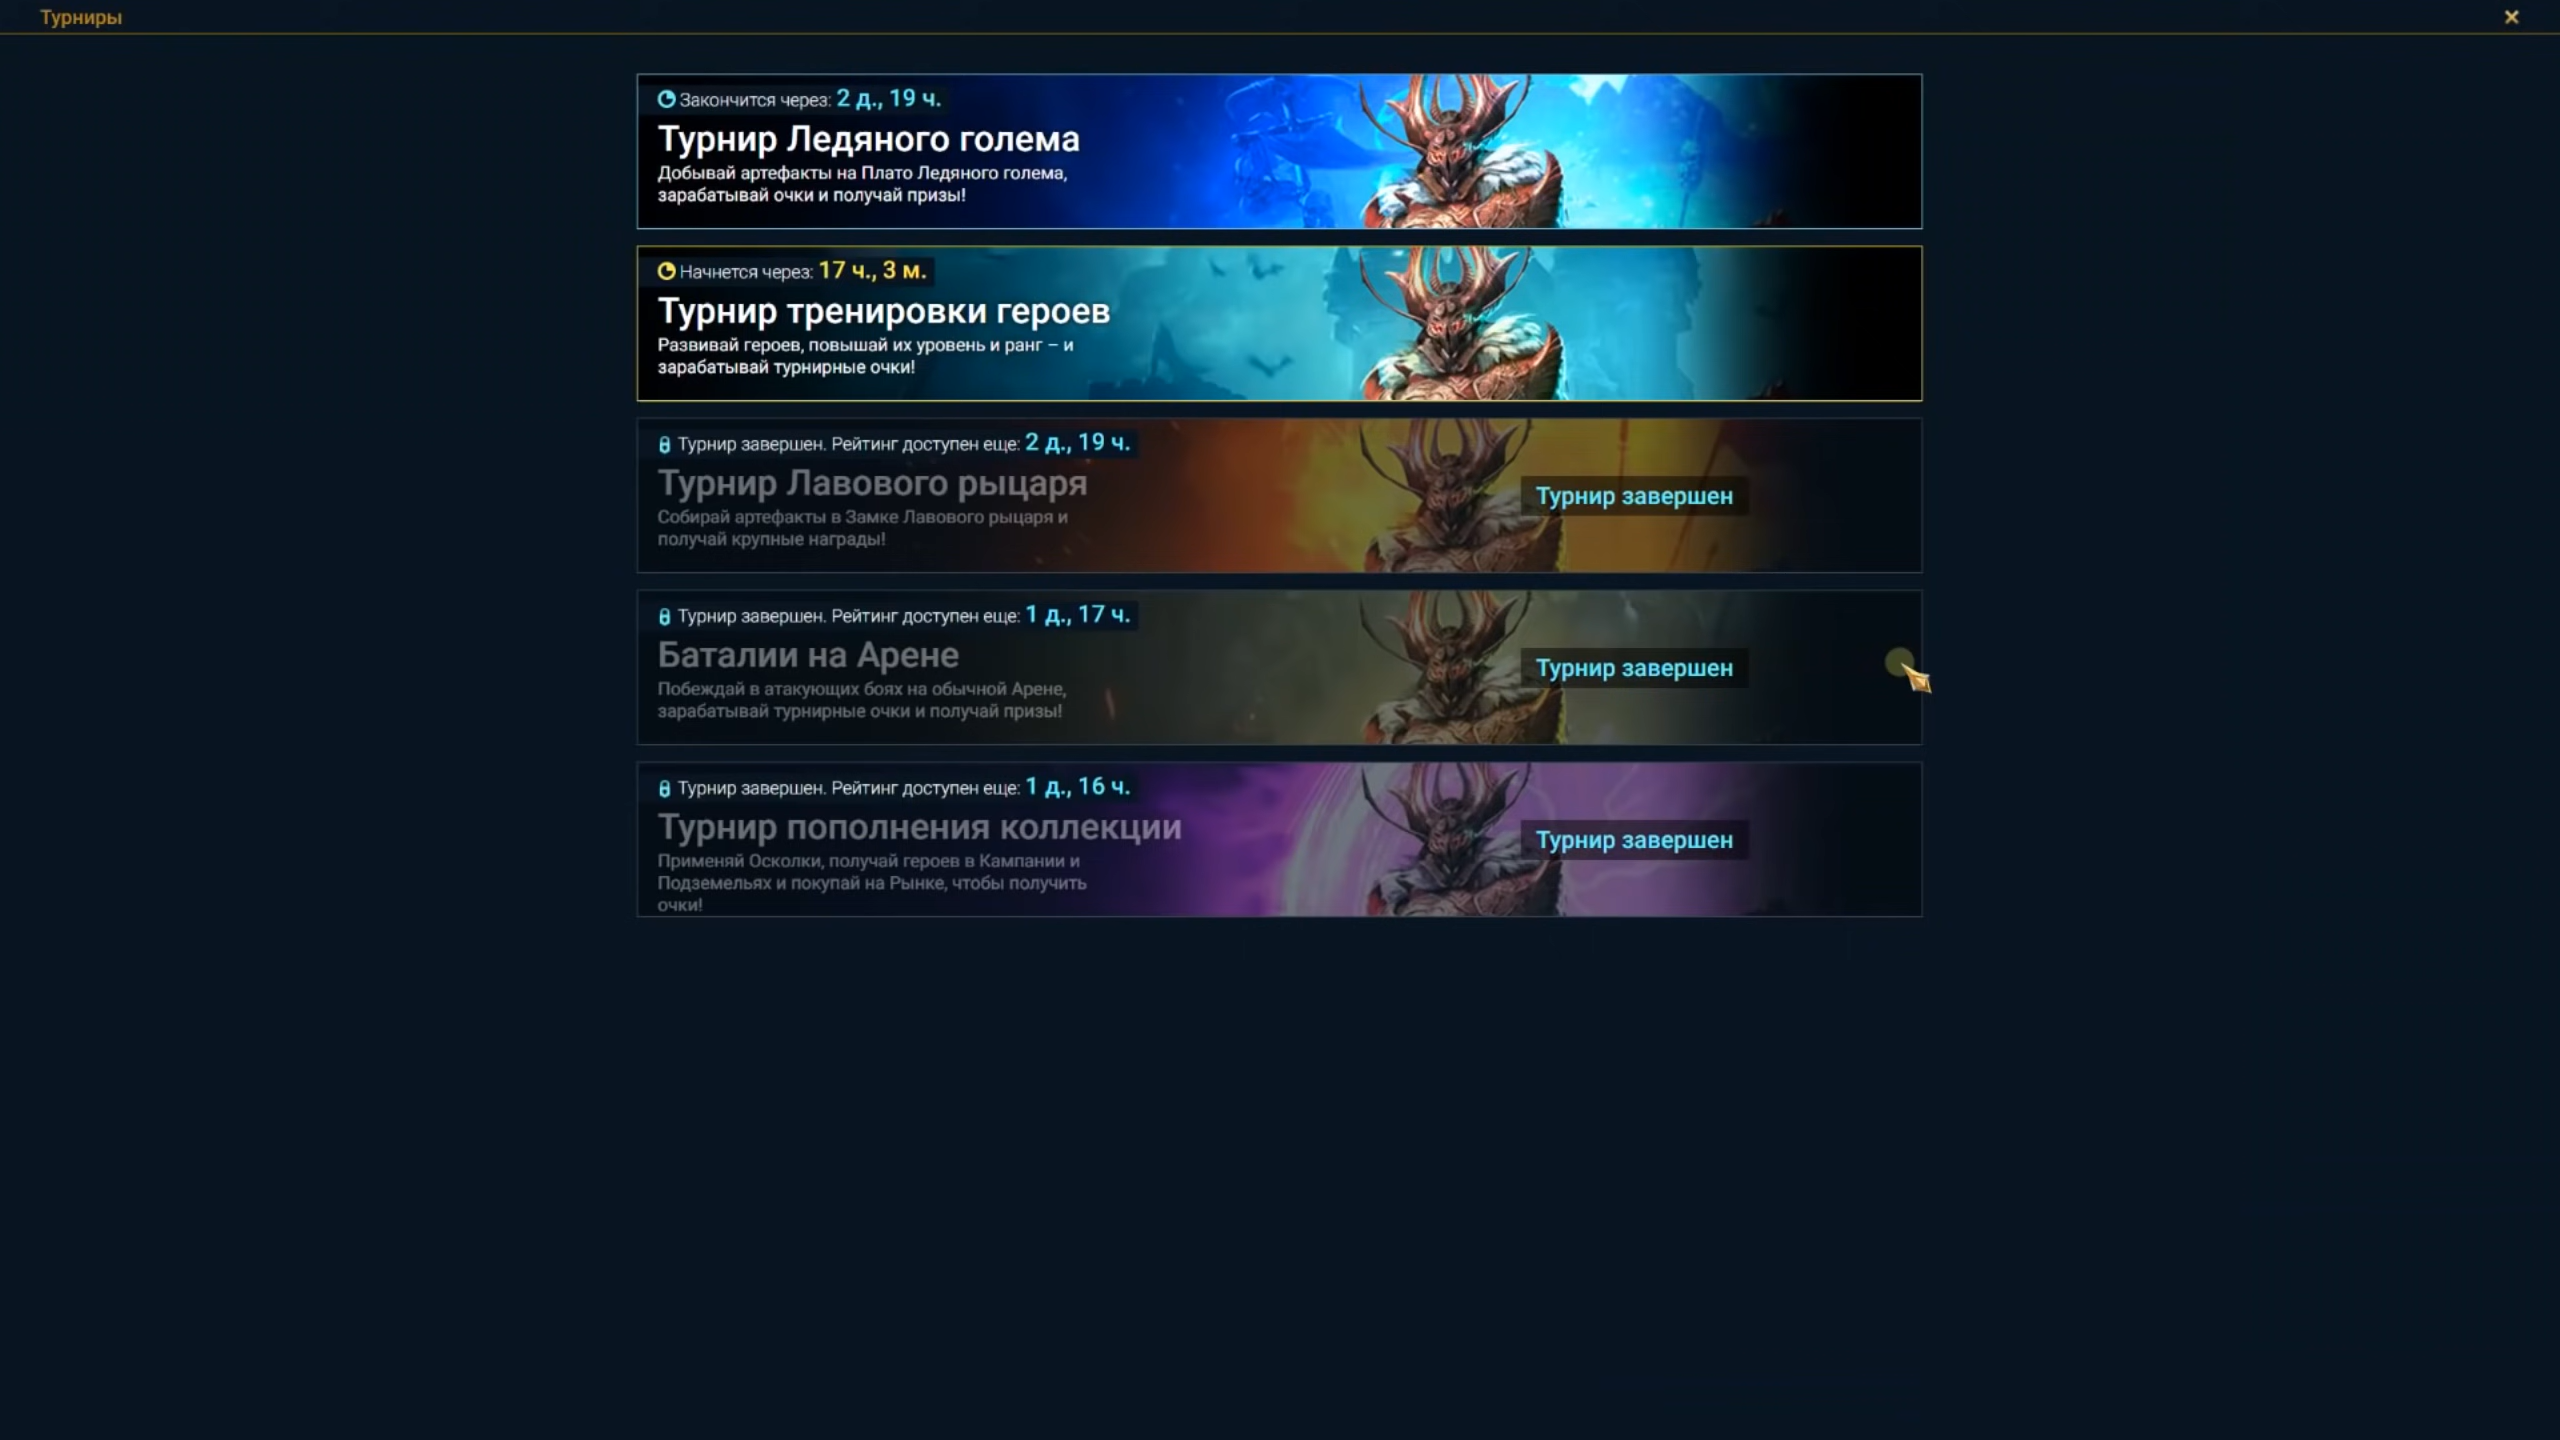 Турниры
Закончится через: 2 д., 19 ч.
Турнир Ледяного голема
Добывай артефакты на Плато Ледяного голема,
зарабатывай очки и получай призы!
Начнется через: 17 ч., 3 м.
Турнир тренировки героев
Развивай героев, повышай их уровень и ранг – и
зарабатывай турнирные очки!
Турнир завершен. Рейтинг доступен еще: 2 д., 19 ч.
Турнир Лавового рыцаря
Собирай артефакты в Замке Лавового рыцаря и
получай крупные награды!
Турнир завершен
Турнир завершен. Рейтинг доступен еще: 1 д., 17 ч.
Баталии на Арене
Побеждай в атакующих боях на обычной Арене,
зарабатывай турнирные очки и получай призы!
Турнир завершен
Турнир завершен. Рейтинг доступен еще: 1 д., 16 ч.
Турнир пополнения коллекции
Применяй Осколки, получай героев в Кампании и
Подземельях и покупай на Рынке, чтобы получить
очки!
Турнир завершен